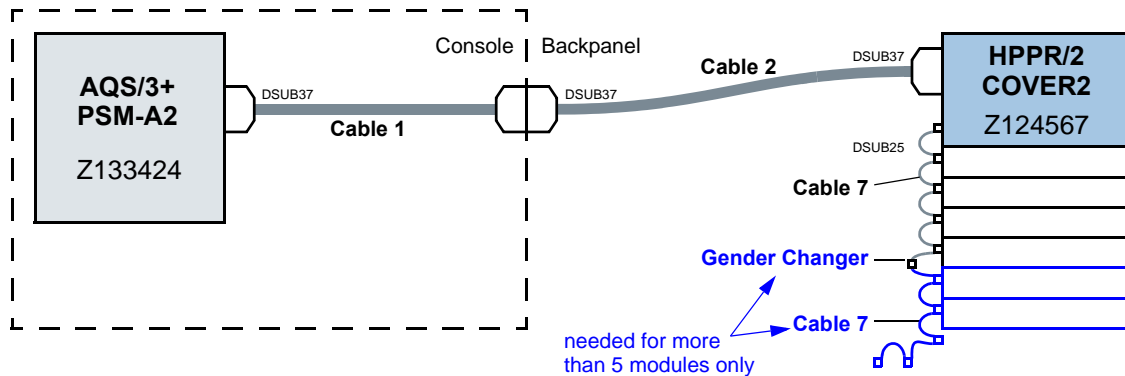 AQS/3+
PSM-A2
Z133424
DSUB37
Cable 1
Console
Backpanel
DSUB37
Cable 2
DSUB37
HPPR/2
COVER2
Z124567
DSUB25
Cable 7
Gender Changer
Cable 7
needed for more
than 5 modules only